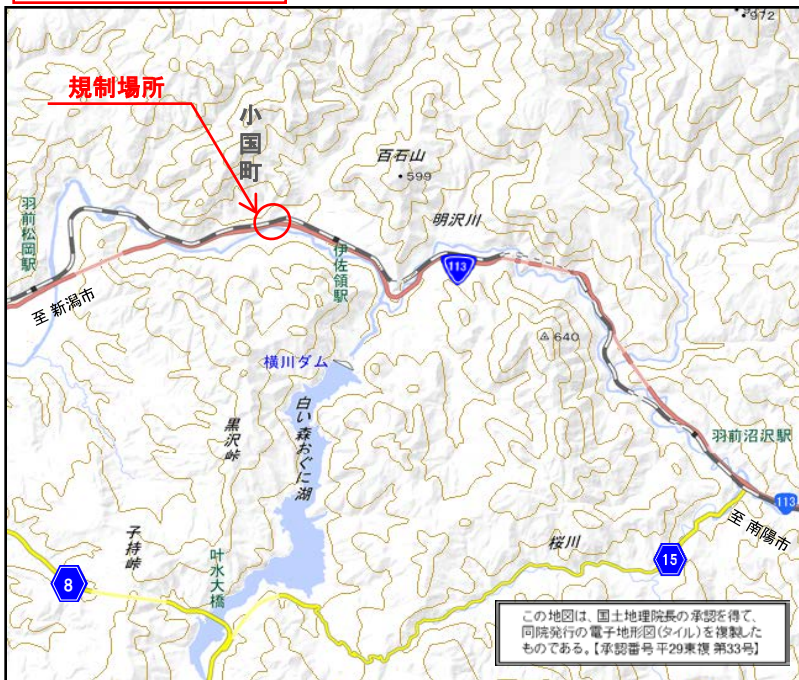 972
規制場所
小国町
百石山
・599
羽前松岡駅
明沢川
伊佐領駅
113
至 新潟市
640
横川ダム
白い森おぐに湖
黒沢峠
羽前沼沢駅
113
至 南陽市
子持峠
叶水大橋
桜川
15
8
この地図は、国土地理院長の承認を得て、
同院発行の電子地形図(タイル)を複製した
ものである。【承認番号 平29東複 第33号】